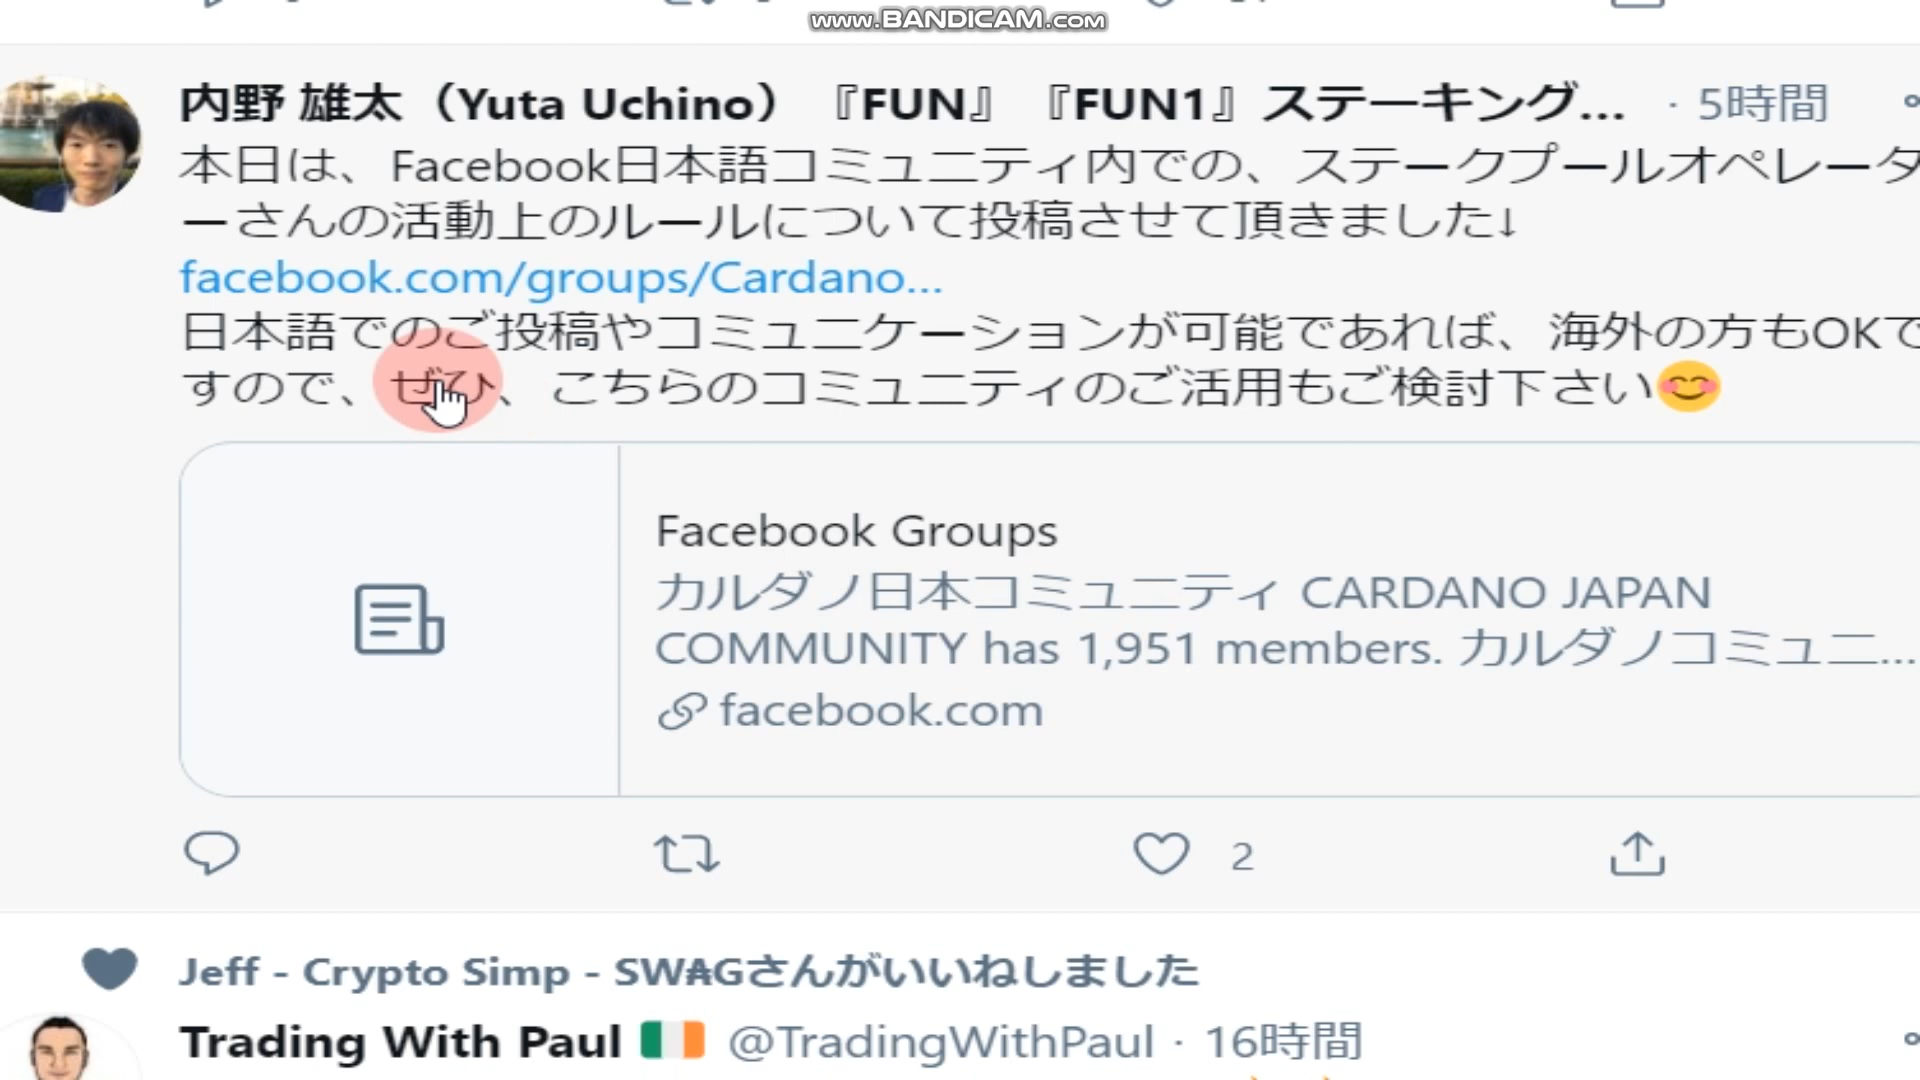 www.BANDICAM.com
内野 雄太（Yuta Uchino）『FUN』『FUN1』ステーキング... · 5時間
本日は、Facebook日本語コミュニティ内での、ステークプールオペレータ
ーさんの活動上のルールについて投稿させて頂きました↓
facebook.com/groups/Cardano...
日本語でのご投稿やコミュニケーションが可能であれば、海外の方もOKで
すので、ぜひ、こちらのコミュニティのご活用もご検討下さい😊
Facebook Groups
カルダノ日本コミュニティ CARDANO JAPAN
COMMUNITY has 1,951 members. カルダノコミュニ...
facebook.com
2
Jeff - Crypto Simp - SW₳Gさんがいいねしました
Trading With Paul 🇮🇪 @TradingWithPaul · 16時間